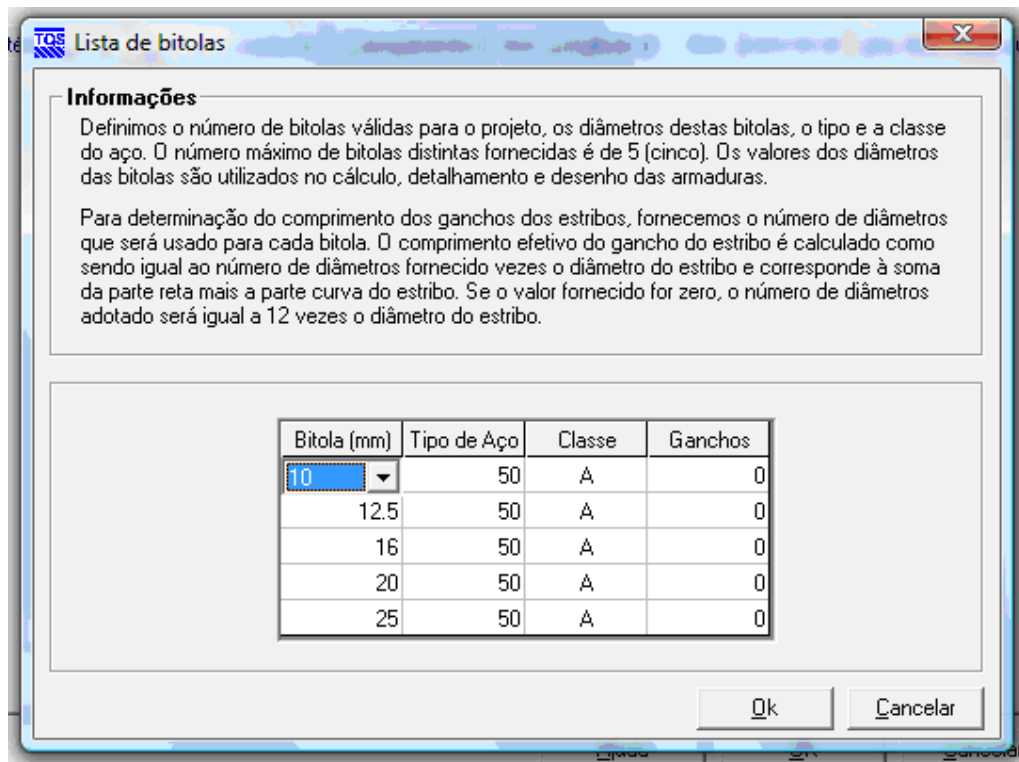 TQS Lista de bitolas
Informações
Definimos o número de bitolas válidas para o projeto, os diâmetros destas bitolas, o tipo e a classe
do aço. O número máximo de bitolas distintas fornecidas é de 5 (cinco). Os valores dos diâmetros
das bitolas são utilizados no cálculo, detalhamento e desenho das armaduras.
Para determinação do comprimento dos ganchos dos estribos, fornecemos o número de diâmetros
que será usado para cada bitola. O comprimento efetivo do gancho do estribo é calculado como
sendo igual ao número de diâmetros fornecido vezes o diâmetro do estribo e corresponde à soma
da parte reta mais a parte curva do estribo. Se o valor fornecido for zero, o número de diâmetros
adotado será igual a 12 vezes o diâmetro do estribo.
Bitola (mm) Tipo de Aço Classe Ganchos
10 50 A 0
12.5 50 A 0
16 50 A 0
20 50 A 0
25 50 A 0
Ok Cancelar